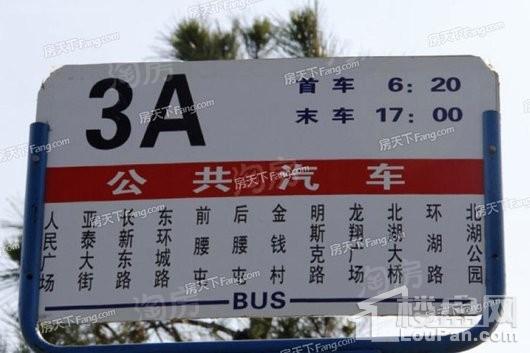 3A
首车 6:20
末车 17:00
公共汽车
人民广场
亚泰大街
长新东路
东环城路
前腰屯
后腰屯
金钱村
明斯克路
龙翔广场
北湖大桥
环湖路
北湖公园
BUS
淘房
房天下Fang.com
楼盘网
LouPan.com